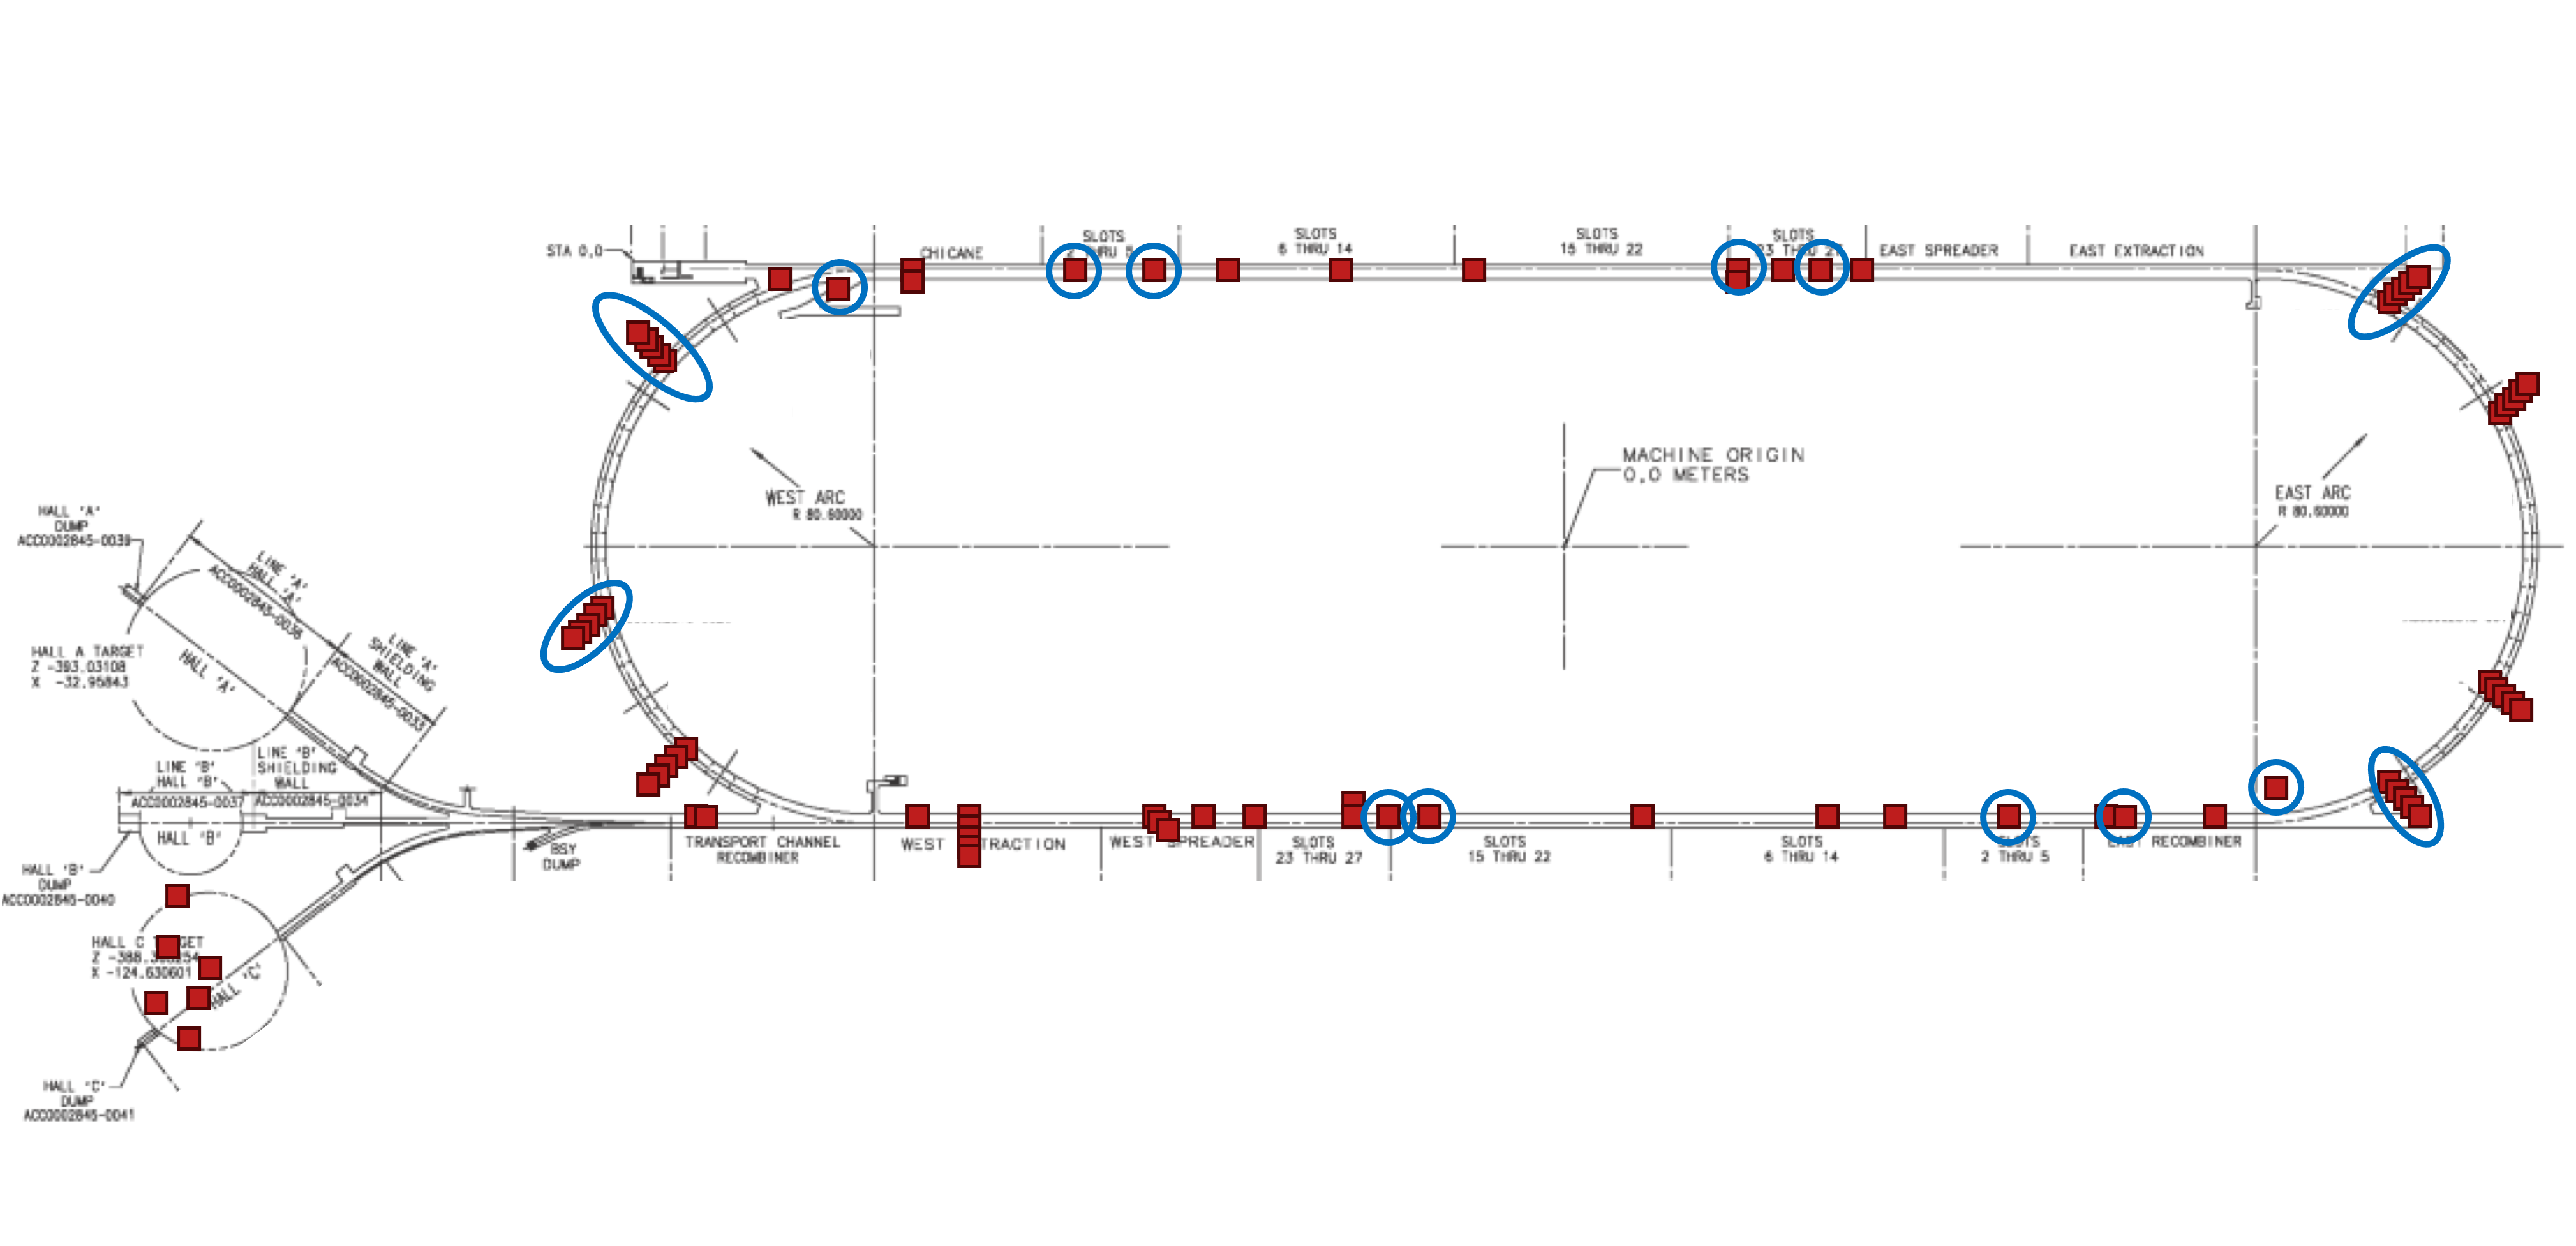 STA 0,0
CHICANE
SLOTS
SLOTS
6 THRU 14
SLOTS
15 THRU 22
SLOTS
EAST SPREADER
EAST EXTRACTION
MACHINE ORIGIN
0,0 METERS
WEST ARC
R 80.60000
EAST ARC
R 80.60000
HALL 'A'
DUMP
ACC0002845-0039
LINE 'A'
HALL 'A'
ACC0002845-0038
LINE 'A'
SHIELDING
WALL
ACC0002845-0033
HALL A TARGET
Z -393.03108
X -32.95843
HALL 'A'
LINE 'B'
HALL 'B'
ACC0002845-0037
LINE 'B'
SHIELDING
WALL
ACC0002845-0034
HALL 'B'
HALL 'B'
DUMP
ACC0002845-0040
BSY
DUMP
TRANSPORT CHANNEL
RECOMBINER
WEST
WEST
SLOTS
23 THRU 27
SLOTS
15 THRU 22
SLOTS
6 THRU 14
SLOTS
2 THRU 5
EAST RECOMBINER
HALL C
X -124.630601
HALL 'C'
HALL 'C'
DUMP
ACC0002845-0041